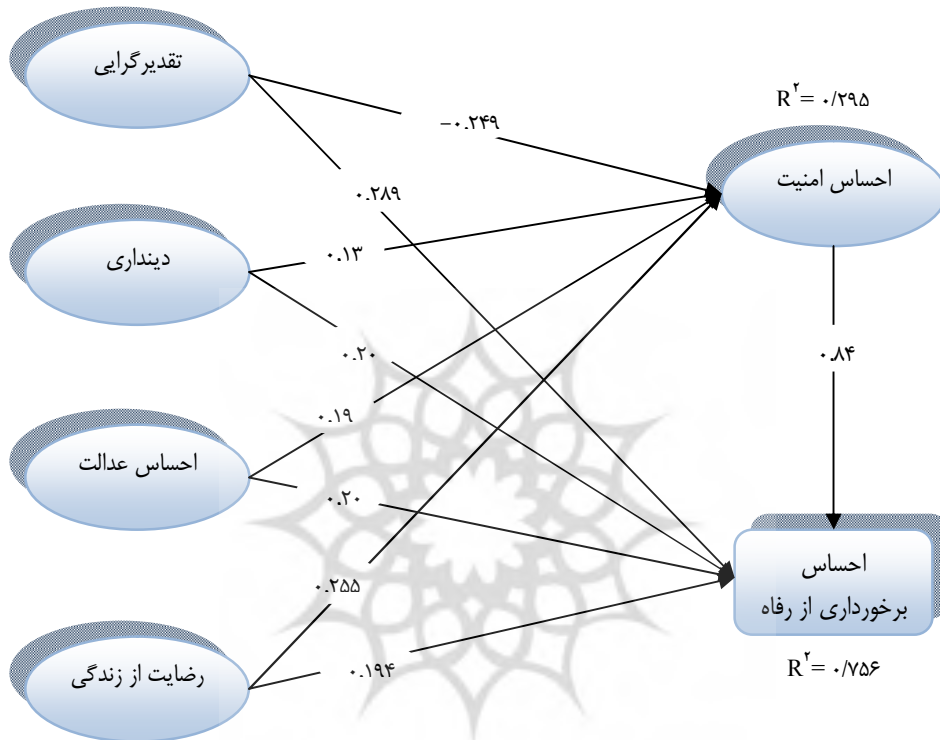 تقدیرگرایی
R۲= ۰/۲۹۵
−۰.۲۴۹
احساس امنیت
۰.۲۸۹
دینداری
۰.۱۳
۰.۲۰
۰.۸۴
۰.۱۹
احساس عدالت
۰.۲۰
احساس
برخورداری از رفاه
۰.۲۵۵
رضایت از زندگی
۰.۱۹۴
R۲= ۰/۷۵۶